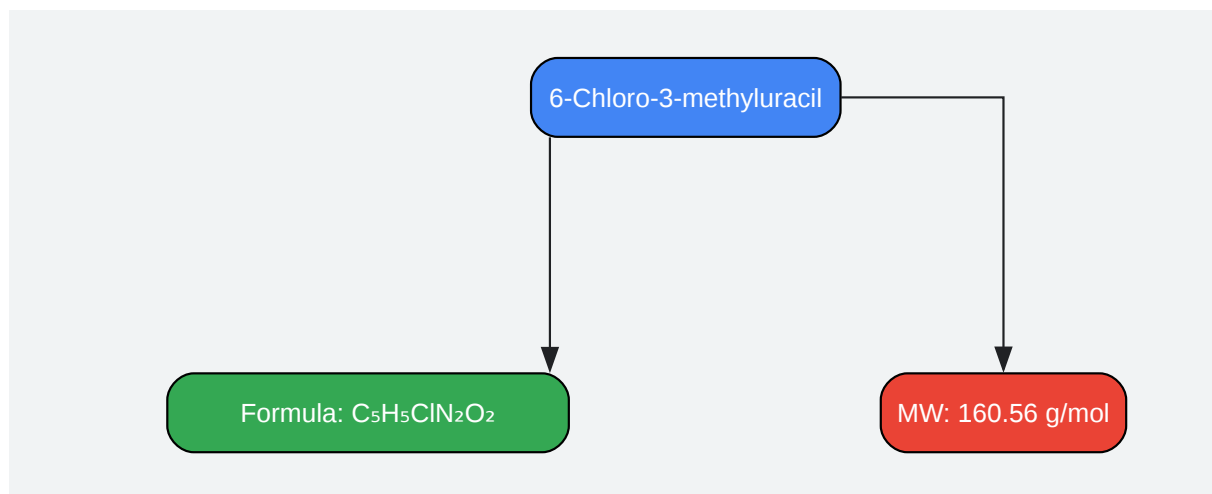 6-Chloro-3-methyluracil
Formula: C₅H₅ClN₂O₂
MW: 160.56 g/mol